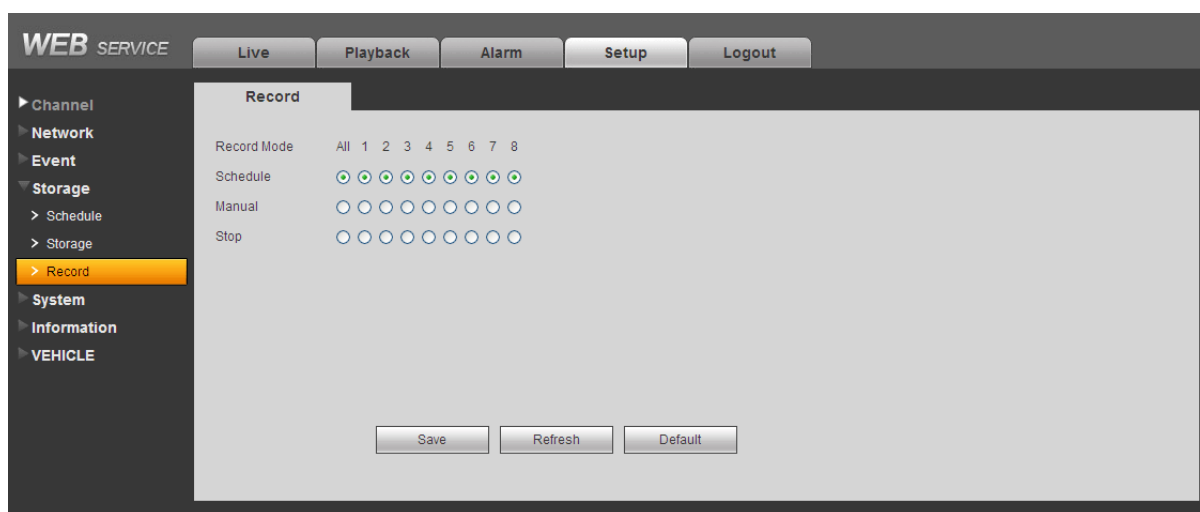 WEB SERVICE
Live Playback Alarm Setup Logout
Channel
Network
Event
Storage
> Schedule
> Storage
> Record
System
Information
VEHICLE
Record
Record Mode All 1 2 3 4 5 6 7 8
Schedule
Manual
Stop
Save Refresh Default